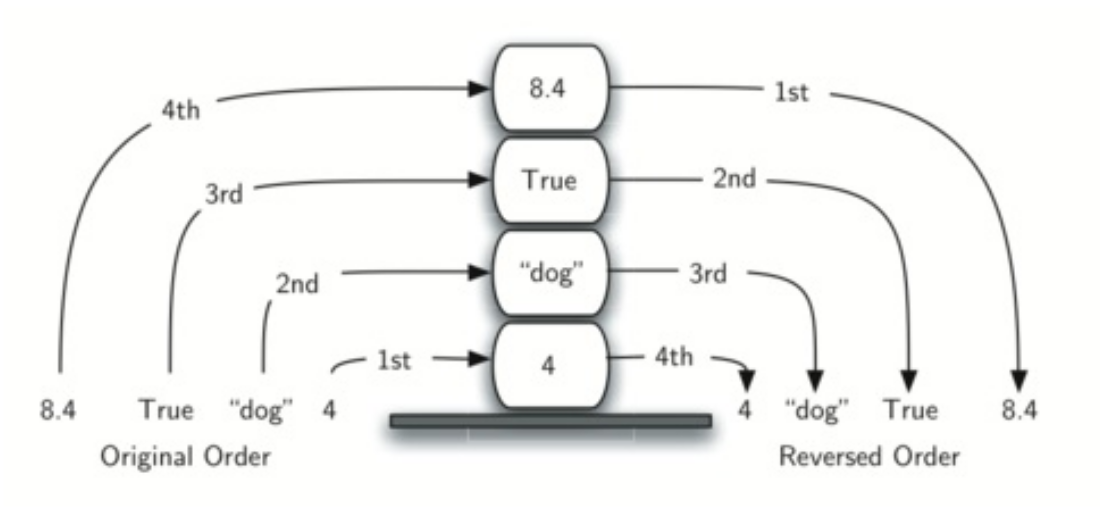 8.4
4th
1st
3rd
True
2nd
2nd
“dog”
3rd
1st
4
4th
8.4 True “dog” 4
4 “dog” True 8.4
Original Order
Reversed Order